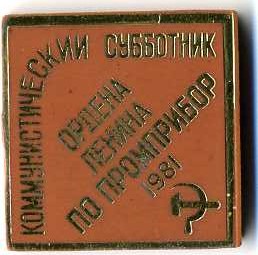 КОММУНИСТИЧЕСКИЙ СУББОТНИК
ОРДЕНА
ЛЕНИНА
ПО ПРОМПРИБОР
1981